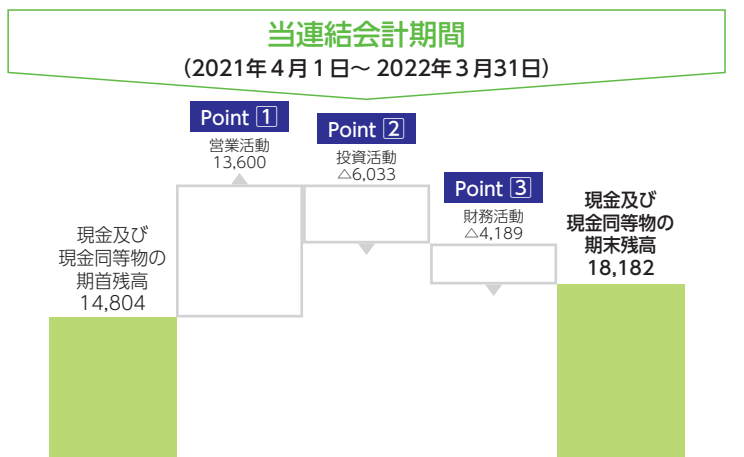 当連結会計期間
（2021年４月１日～ 2022年３月31日）
Point 1
営業活動
13,600
Point 2
投資活動
△6,033
Point 3
財務活動
△4,189
現金及び
現金同等物の
期首残高
14,804
現金及び
現金同等物の
期末残高
18,182